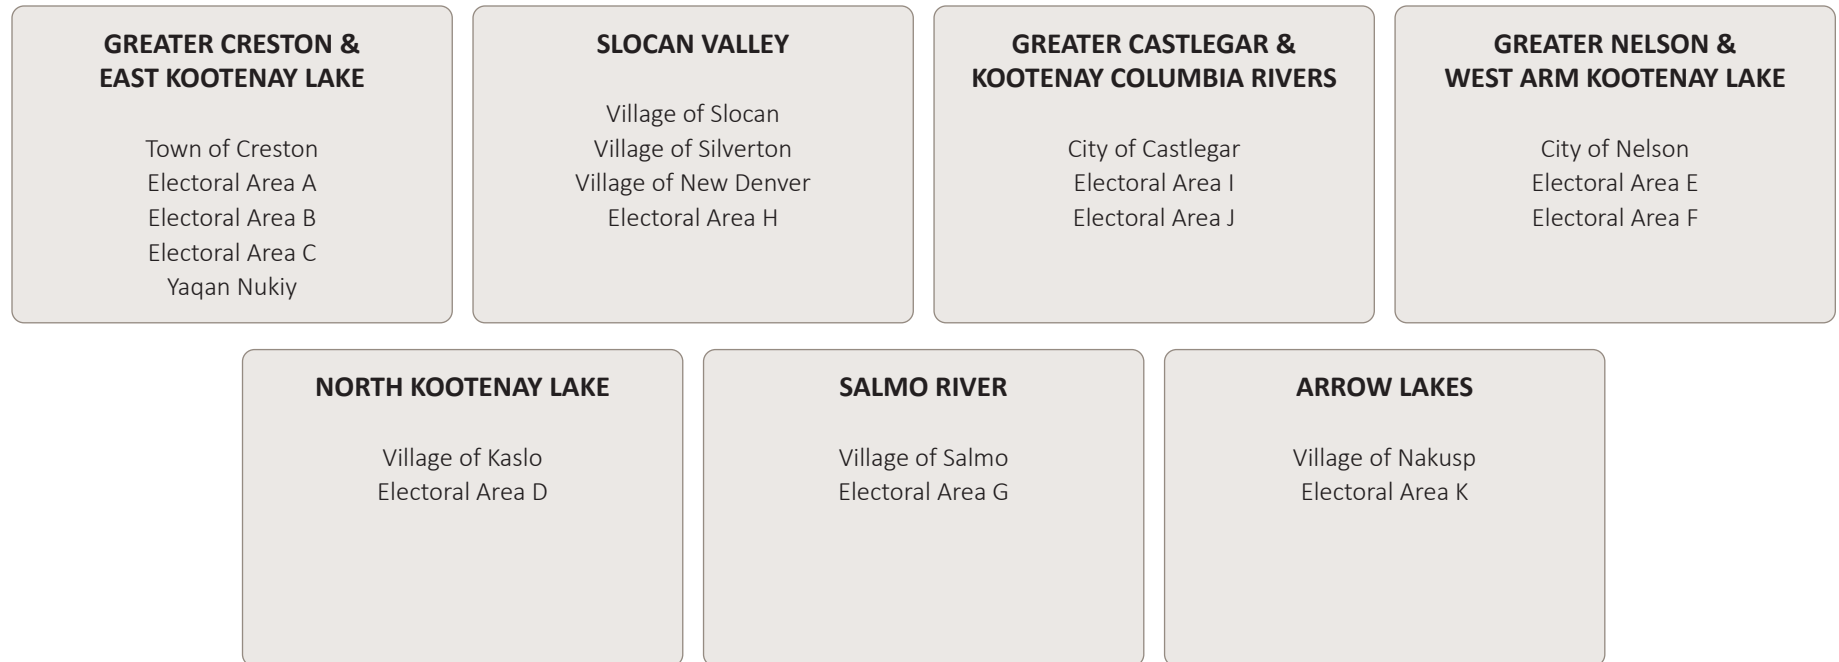 GREATER CRESTON &
EAST KOOTENAY LAKE
Town of Creston
Electoral Area A
Electoral Area B
Electoral Area C
Yaqan Nukiy
SLOCAN VALLEY
Village of Slocan
Village of Silverton
Village of New Denver
Electoral Area H
GREATER CASTLEGAR &
KOOTENAY COLUMBIA RIVERS
City of Castlegar
Electoral Area I
Electoral Area J
GREATER NELSON &
WEST ARM KOOTENAY LAKE
City of Nelson
Electoral Area E
Electoral Area F
NORTH KOOTENAY LAKE
Village of Kaslo
Electoral Area D
SALMO RIVER
Village of Salmo
Electoral Area G
ARROW LAKES
Village of Nakusp
Electoral Area K